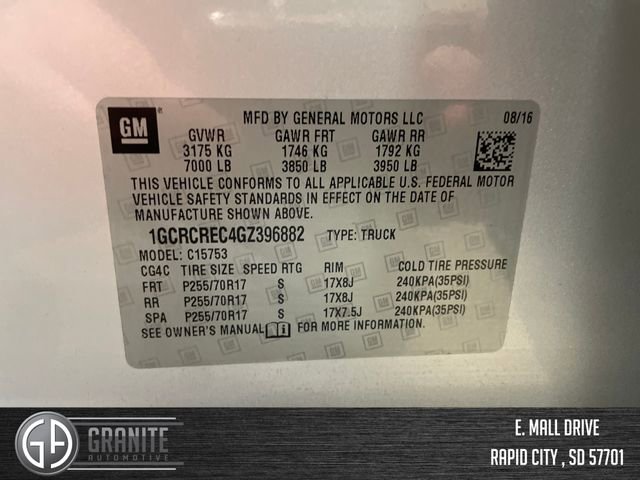 GM
MFD BY GENERAL MOTORS LLC 08/16
GVWR GAWR FRT GAWR RR
3175 KG 1746 KG 1792 KG
7000 LB 3850 LB 3950 LB
THIS VEHICLE CONFORMS TO ALL APPLICABLE U.S. FEDERAL MOTOR
VEHICLE SAFETY STANDARDS IN EFFECT ON THE DATE OF
MANUFACTURE SHOWN ABOVE.
1GCRCREC4GZ396882 TYPE: TRUCK
MODEL: C15753
CG4C TIRE SIZE SPEED RTG RIM COLD TIRE PRESSURE
FRT P255/70R17 S 17X8J 240KPA(35PSI)
RR P255/70R17 S 17X8J 240KPA(35PSI)
SPA P255/70R17 S 17X7.5J 240KPA(35PSI)
SEE OWNER'S MANUAL FOR MORE INFORMATION.
GA GRANITE
AUTOMOTIVE
E. MALL DRIVE
RAPID CITY , SD 57701